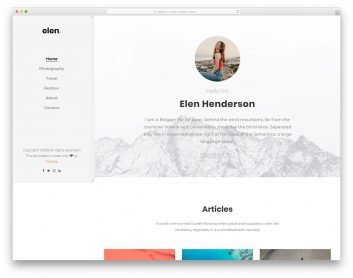 elen.
Home
Photography
Travel
Fashion
About
Contact
Copyright ©2019 All rights reserved |
This template is made with by
Colorlib
Hello I'm
Elen Henderson
I am A Blogger Far far away, behind the word mountains, far from the
countries Vokalia and Consonantia, there live the blind texts. Separated
they live in Bookmarksgrove right at the coast of the Semantics, a large
language ocean.
Articles
A small river named Duden flows by their place and supplies it with the
necessary regelialia. It is a paradisematic country.